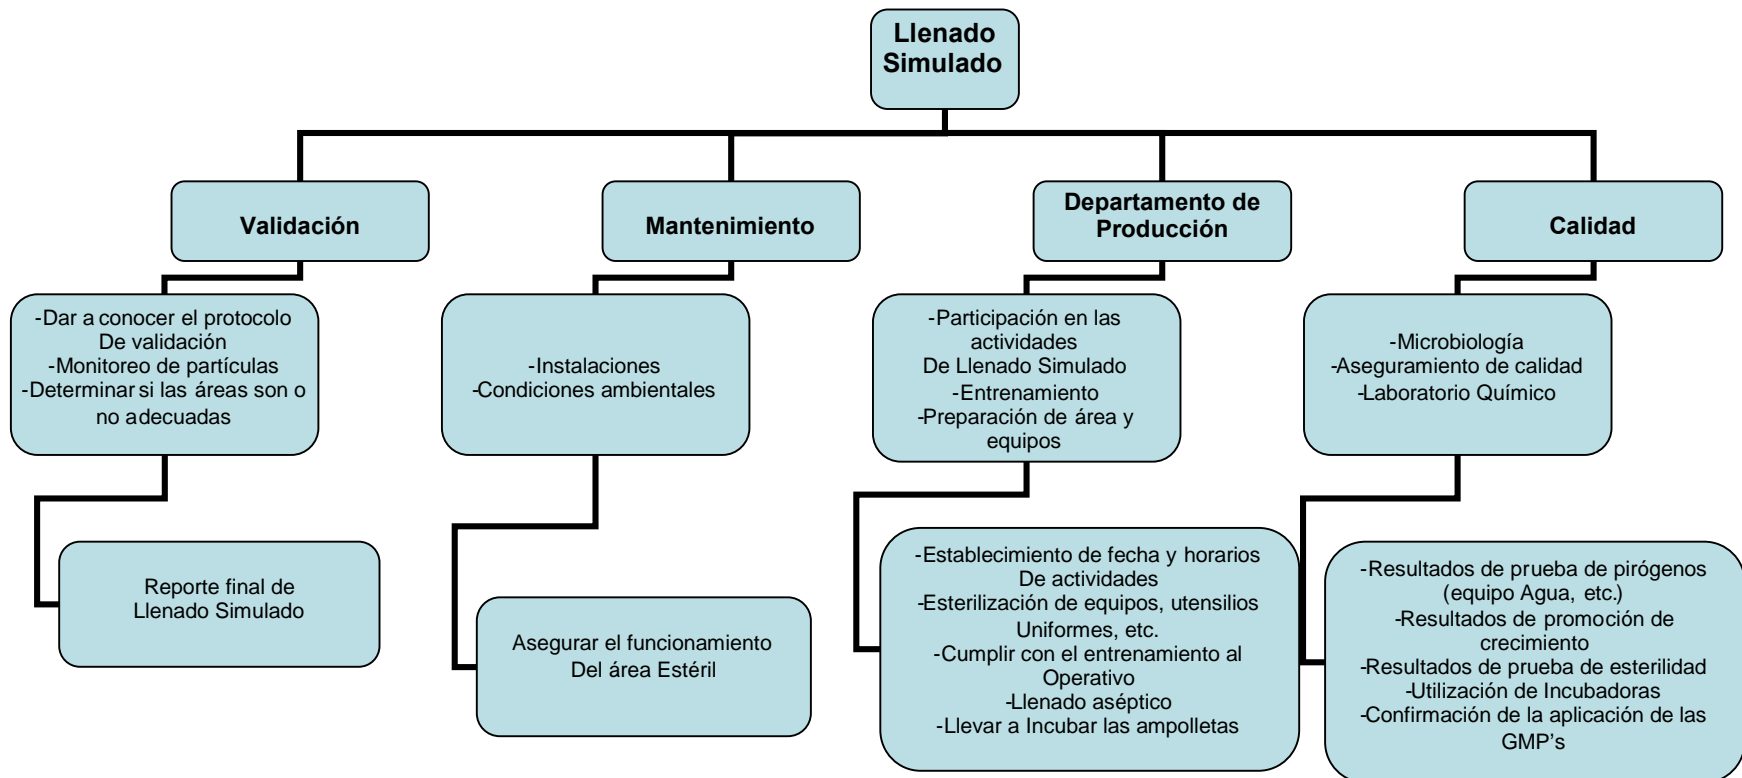 Llenado
Simulado
Validación
Mantenimiento
Departamento de
Producción
Calidad
-Dar a conocer el protocolo
De validación
-Monitoreo de partículas
-Determinar si las áreas son o
no adecuadas
-Instalaciones
-Condiciones ambientales
-Participación en las
actividades
De Llenado Simulado
-Entrenamiento
-Preparación de área y
equipos
-Microbiología
-Aseguramiento de calidad
-Laboratorio Químico
Reporte final de
Llenado Simulado
Asegurar el funcionamiento
Del área Estéril
-Establecimiento de fecha y horarios
De actividades
-Esterilización de equipos, utensilios
Uniformes, etc.
-Cumplir con el entrenamiento al
Operativo
-Llenado aséptico
-Llevar a Incubar las ampolletas
-Resultados de prueba de pirógenos
(equipo Agua, etc.)
-Resultados de promoción de
crecimiento
-Resultados de prueba de esterilidad
-Utilización de Incubadoras
-Confirmación de la aplicación de las
GMP’s